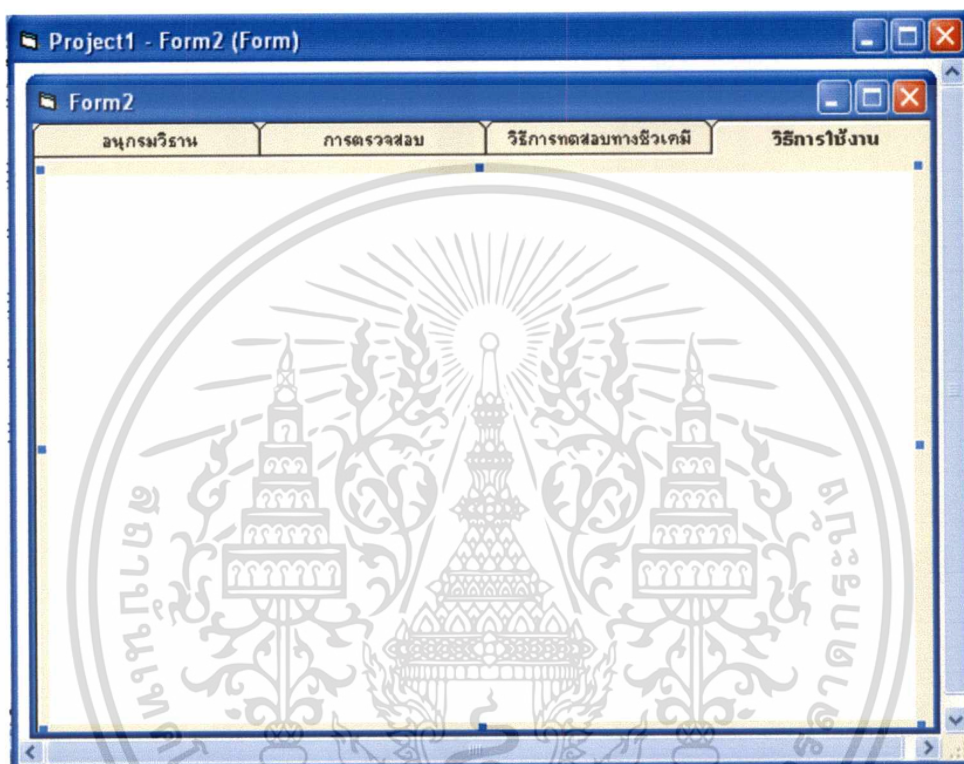 Project1 - Form2 (Form)
Form2
อนุกรมวิธาน การตรวจสอบ วิธีการทดสอบทางชีวเคมี วิธีการใช้งาน